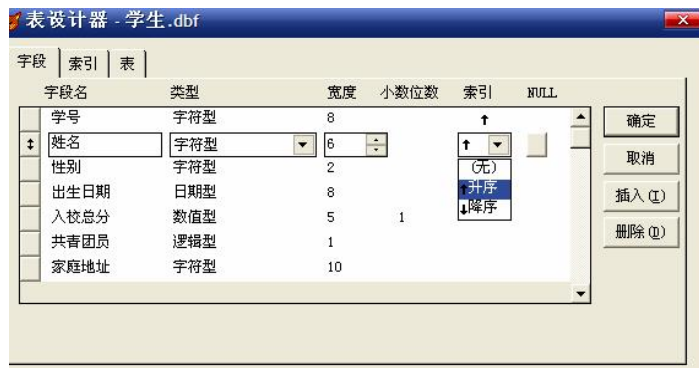 表设计器 - 学生.dbf
字段 索引 表
字段名 类型 宽度 小数位数 索引 NULL
学号 字符型 8 ↑
姓名 字符型 6 ↑
性别 字符型 2 (无)
出生日期 日期型 8 ↑升序
入校总分 数值型 5 1 ↓降序
共青团员 逻辑型 1
家庭地址 字符型 10
确定
取消
插入(I)
删除(D)